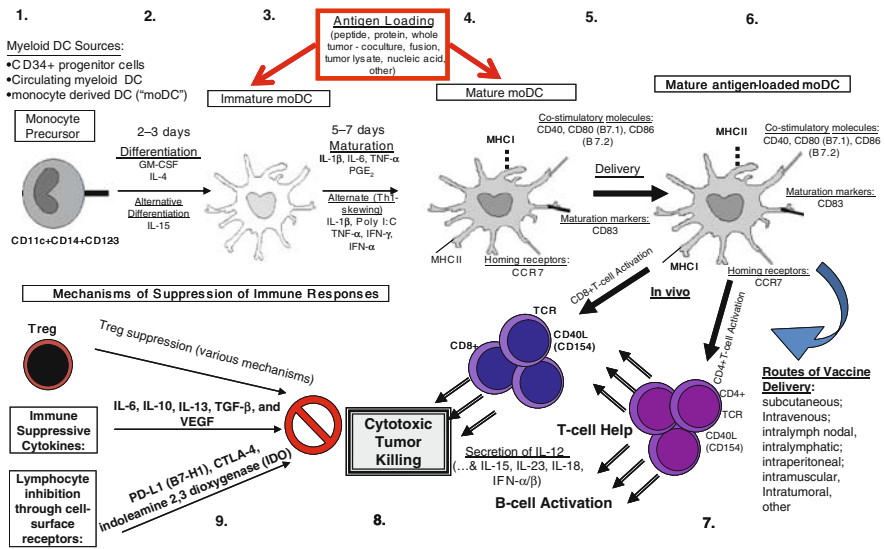 1.
2.
3.
Antigen Loading
(peptide, protein, whole
tumor - coculture, fusion,
tumor lysate, nucleic acid,
other)
4.
5.
6.
Myeloid DC Sources:
•CD34+ progenitor cells
•Circulating myeloid DC
•monocyte derived DC ("moDC")
Monocyte
Precursor
CD11c+CD14+CD123
2–3 days
Differentiation
GM-CSF
IL-4
Alternative
Differentiation
IL-15
Immature moDC
5–7 days
Maturation
IL-1β, IL-6, TNF-α
PGE2
Alternate (Th1-
skewing)
IL-1β, Poly I:C
TNF-α, IFN-γ,
IFN-α
Mature moDC
Co-stimulatory molecules:
CD40, CD80 (B7.1), CD86
(B7.2)
MHCI
Maturation markers:
CD83
MHCII
Homing receptors:
CCR7
Delivery
Mature antigen-loaded moDC
MHCII
Co-stimulatory molecules:
CD40, CD80 (B7.1), CD86
(B7.2)
Maturation markers:
CD83
MHCI
Homing receptors:
CCR7
In vivo
CD8+T-cell Activation
CD4+T-cell Activation
Mechanisms of Suppression of Immune Responses
Treg
Treg suppression (various mechanisms)
Immune
Suppressive
Cytokines:
IL-6, IL-10, IL-13, TGF-β, and
VEGF
Lymphocyte
inhibition
through cell-
surface
receptors:
PD-L1 (B7-H1), CTLA-4,
indoleamine 2,3 dioxygenase (IDO)
9.
Cytotoxic
Tumor
Killing
8.
CD8+
TCR
CD40L
(CD154)
Secretion of IL-12
(...& IL-15, IL-23, IL-18,
IFN-α/β)
T-cell Help
B-cell Activation
CD4+
TCR
CD40L
(CD154)
7.
Routes of Vaccine
Delivery:
subcutaneous;
Intravenous;
intralymph nodal,
intralymphatic;
intraperitoneal;
intramuscular,
Intratumoral,
other